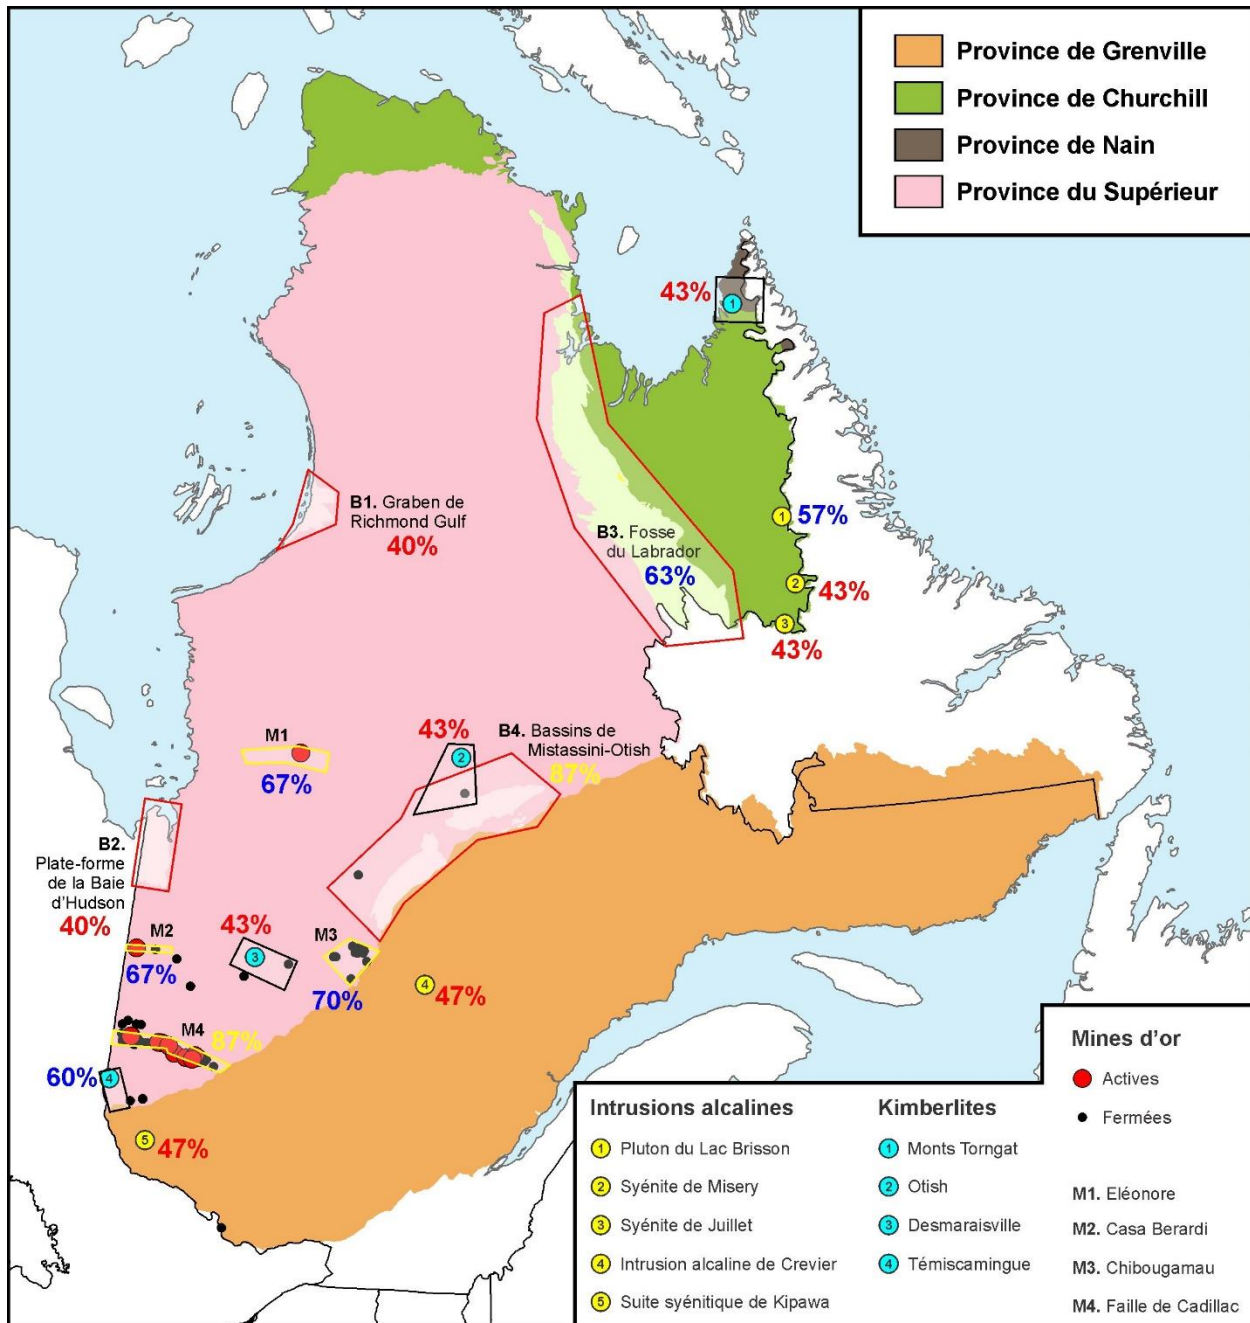 Province de Grenville
Province de Churchill
Province de Nain
Province du Supérieur
43%
1
B1. Graben de
Richmond Gulf
40%
B3. Fosse
du Labrador
63%
1
57%
2
43%
3
43%
M1
67%
43%
2
B4. Bassins de
Mistassini-Otish
87%
B2.
Plate-forme
de la Baie
d'Hudson
40%
M2
67%
43%
3
M3
70%
4
47%
M4
87%
60%
4
5
47%
Intrusions alcalines
1 Pluton du Lac Brisson
2 Syénite de Misery
3 Syénite de Juillet
4 Intrusion alcaline de Crevier
5 Suite syénitique de Kipawa
Kimberlites
1 Monts Torngat
2 Otish
3 Desmaraisville
4 Témiscamingue
Mines d'or
Actives
Fermées
M1. Eléonore
M2. Casa Berardi
M3. Chibougamau
M4. Faille de Cadillac